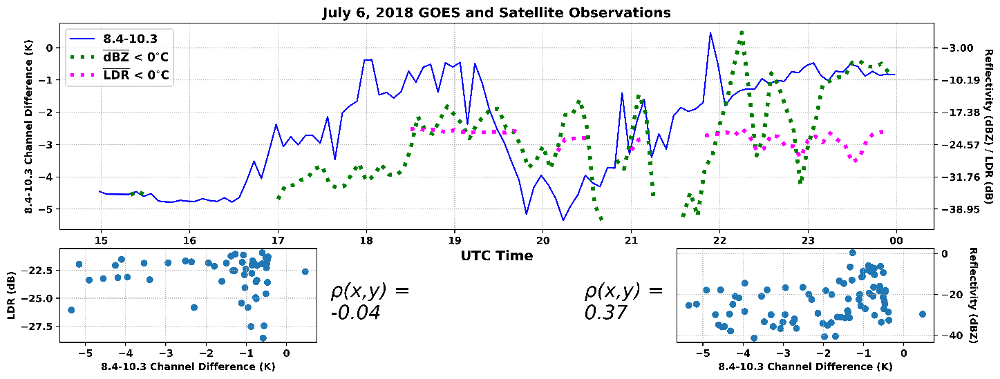 July 6, 2018 GOES and Satellite Observations
8.4-10.3 Channel Difference (K)
0
−1
−2
−3
−4
−5
8.4-10.3
dBZ < 0°C
LDR < 0°C
−3.00
−10.19
−17.38
−24.57
−31.76
−38.95
Reflectivity (dBZ) / LDR (dB)
15 16 17 18 19 20 21 22 23 00
UTC Time
LDR (dB)
−22.5
−25.0
−27.5
−5 −4 −3 −2 −1 0
8.4-10.3 Channel Difference (K)
ρ(x,y) =
-0.04
ρ(x,y) =
0.37
0
−20
−40
Reflectivity (dBZ)
−5 −4 −3 −2 −1 0
8.4-10.3 Channel Difference (K)